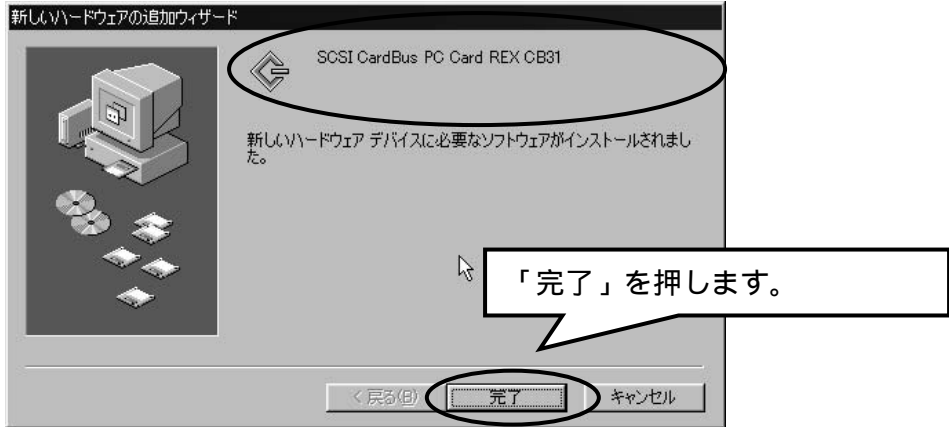 新しいハードウェアの追加ウィザード
SCSI CardBus PC Card REX CB31
新しいハードウェア デバイスに必要なソフトウェアがインストールされまし
た。
「完了」を押します。
< 戻る(B)
完了
キャンセル